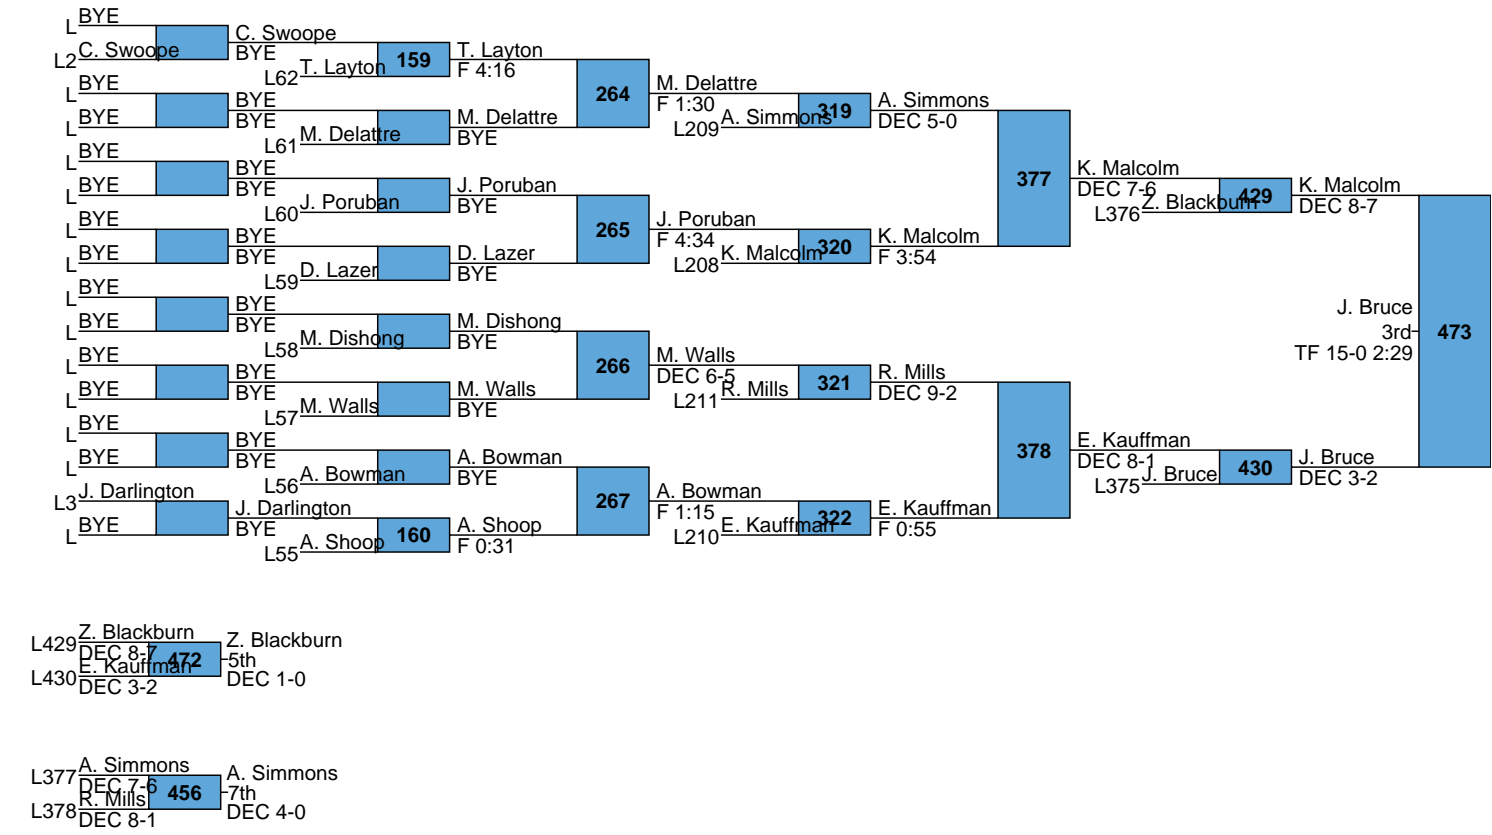 BYE
L
L2 C. Swoope
C. Swoope
BYE
L62 T. Layton
159
T. Layton
F 4:16
BYE
L
BYE
L
BYE
BYE
L61 M. Delattre
M. Delattre
BYE
264
M. Delattre
F 1:30
L209 A. Simmons
319
A. Simmons
DEC 5-0
BYE
L
BYE
L
BYE
BYE
L60 J. Poruban
J. Poruban
BYE
BYE
L
BYE
L
BYE
BYE
L59 D. Lazer
D. Lazer
BYE
265
J. Poruban
F 4:34
L208 K. Malcolm
320
K. Malcolm
F 3:54
377
K. Malcolm
DEC 7-6
L376 Z. Blackburn
429
K. Malcolm
DEC 8-7
BYE
L
BYE
L
BYE
BYE
L58 M. Dishong
M. Dishong
BYE
BYE
L
BYE
L
BYE
BYE
L57 M. Walls
M. Walls
BYE
266
M. Walls
DEC 6-5
L211 R. Mills
321
R. Mills
DEC 9-2
BYE
L
BYE
L
BYE
BYE
L56 A. Bowman
A. Bowman
BYE
L3 J. Darlington
BYE
L
J. Darlington
BYE
L55 A. Shoop
160
A. Shoop
F 0:31
267
A. Bowman
F 1:15
L210 E. Kauffman
322
E. Kauffman
F 0:55
378
E. Kauffman
DEC 8-1
L375 J. Bruce
430
J. Bruce
DEC 3-2
J. Bruce
3rd
TF 15-0 2:29
473
L429 Z. Blackburn
DEC 8-7
L430 E. Kauffman
DEC 3-2
472
Z. Blackburn
5th
DEC 1-0
L377 A. Simmons
DEC 7-6
L378 R. Mills
DEC 8-1
456
A. Simmons
7th
DEC 4-0